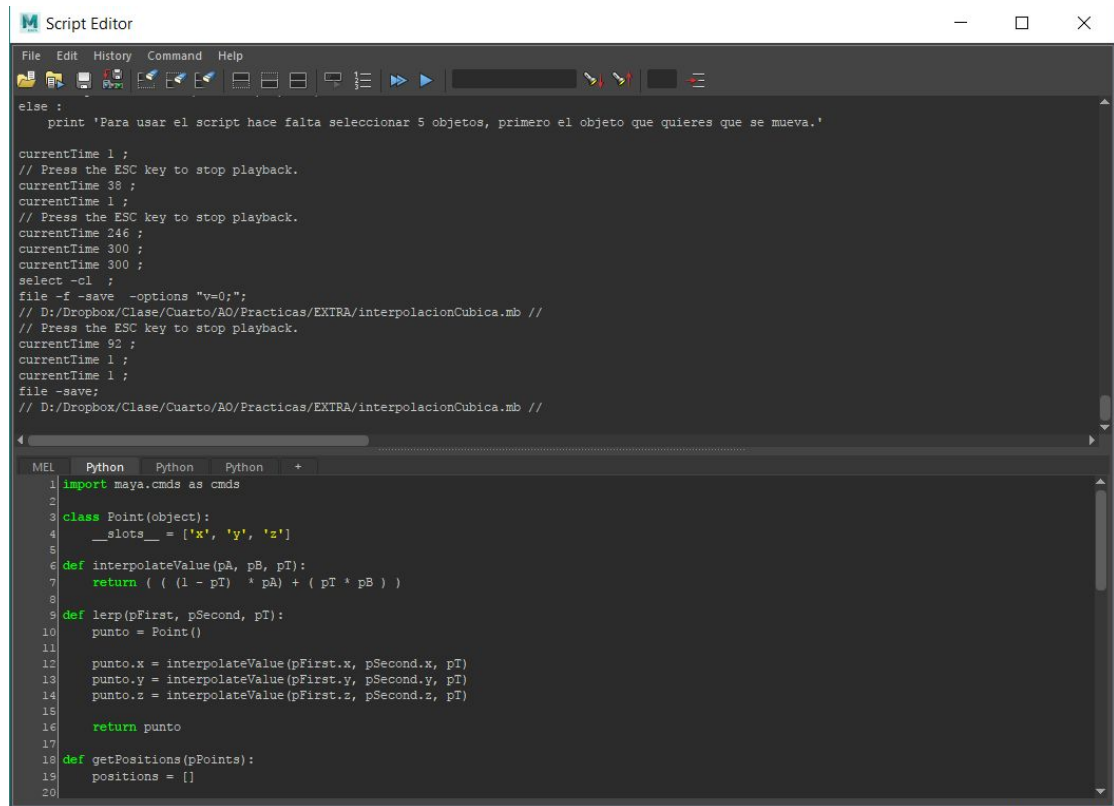 Script Editor
File Edit History Command Help
else :
    print 'Para usar el script hace falta seleccionar 5 objetos, primero el objeto que quieres que se mueva.'
currentTime 1 ;
// Press the ESC key to stop playback.
currentTime 38 ;
currentTime 1 ;
// Press the ESC key to stop playback.
currentTime 246 ;
currentTime 300 ;
currentTime 300 ;
select -cl  ;
file -f -save  -options "v=0;";
// D:/Dropbox/Clase/Cuarto/AO/Practicas/EXTRA/interpolacionCubica.mb //
// Press the ESC key to stop playback.
currentTime 92 ;
currentTime 1 ;
currentTime 1 ;
file -save;
// D:/Dropbox/Clase/Cuarto/AO/Practicas/EXTRA/interpolacionCubica.mb //
MEL Python Python Python +
1 import maya.cmds as cmds
2
3 class Point(object):
4     __slots__ = ['x', 'y', 'z']
5
6 def interpolateValue(pA, pB, pT):
7     return ( ( (1 - pT)  * pA) + ( pT * pB ) )
8
9 def lerp(pFirst, pSecond, pT):
10     punto = Point()
11
12     punto.x = interpolateValue(pFirst.x, pSecond.x, pT)
13     punto.y = interpolateValue(pFirst.y, pSecond.y, pT)
14     punto.z = interpolateValue(pFirst.z, pSecond.z, pT)
15
16     return punto
17
18 def getPositions(pPoints):
19     positions = []
20